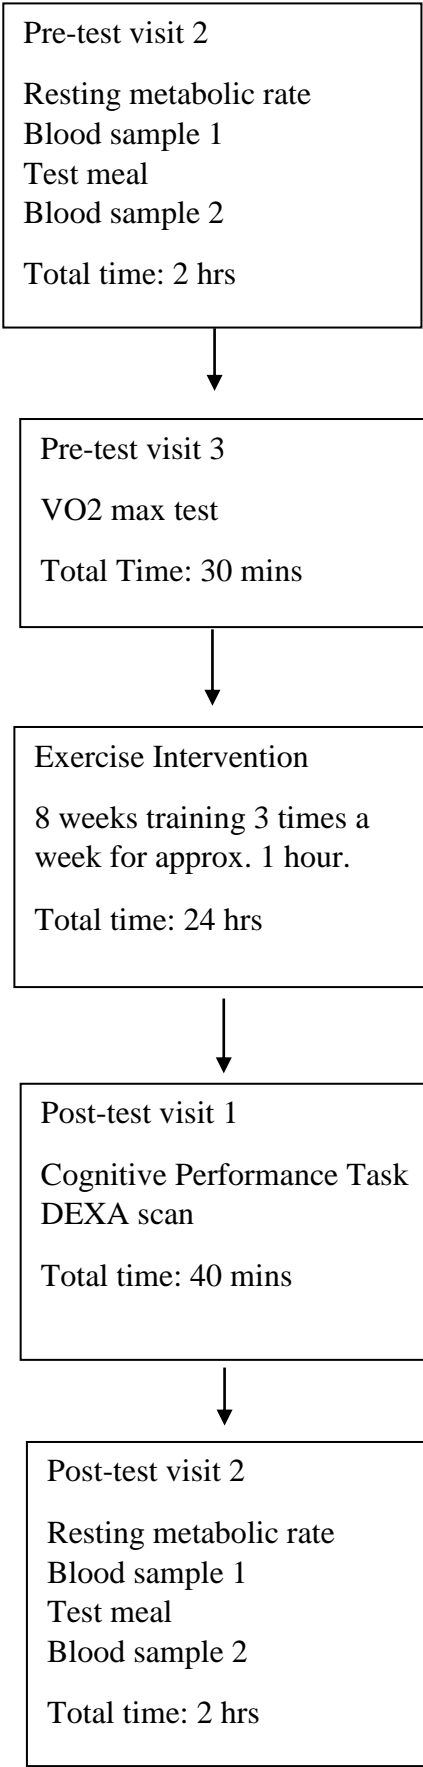 Pre-test visit 2
Resting metabolic rate
Blood sample 1
Test meal
Blood sample 2
Total time: 2 hrs
Pre-test visit 3
VO2 max test
Total Time: 30 mins
Exercise Intervention
8 weeks training 3 times a
week for approx. 1 hour.
Total time: 24 hrs
Post-test visit 1
Cognitive Performance Task
DEXA scan
Total time: 40 mins
Post-test visit 2
Resting metabolic rate
Blood sample 1
Test meal
Blood sample 2
Total time: 2 hrs